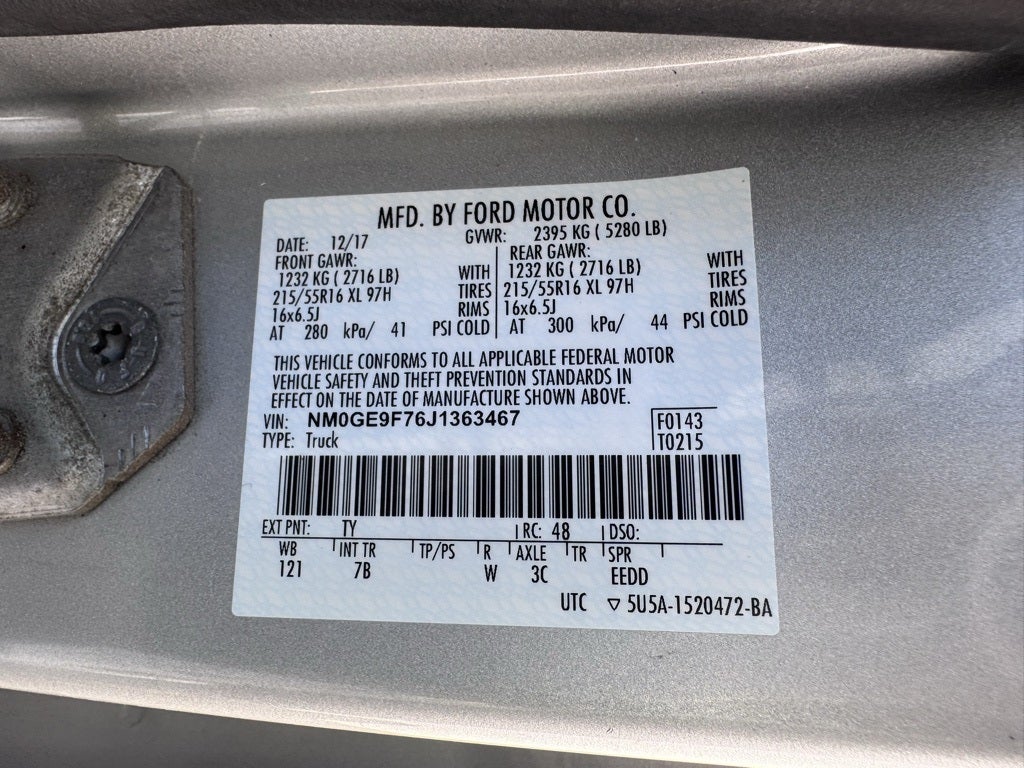 MFD. BY FORD MOTOR CO.
DATE: 12/17 GVWR: 2395 KG ( 5280 LB)
FRONT GAWR:
1232 KG ( 2716 LB) WITH
215/55R16 XL 97H TIRES
16x6.5J RIMS
AT 280 kPa/ 41 PSI COLD
REAR GAWR:
1232 KG ( 2716 LB) WITH
215/55R16 XL 97H TIRES
16x6.5J RIMS
AT 300 kPa/ 44 PSI COLD
THIS VEHICLE CONFORMS TO ALL APPLICABLE FEDERAL MOTOR
VEHICLE SAFETY AND THEFT PREVENTION STANDARDS IN
EFFECT ON THE DATE OF MANUFACTURE SHOWN ABOVE.
VIN: NM0GE9F76J1363467 F0143
TYPE: Truck T0215
EXT PNT: TY RC: 48 DSO:
WB INT TR TP/PS R AXLE TR SPR
121 7B W 3C EEDD
UTC ▽ 5U5A-1520472-BA